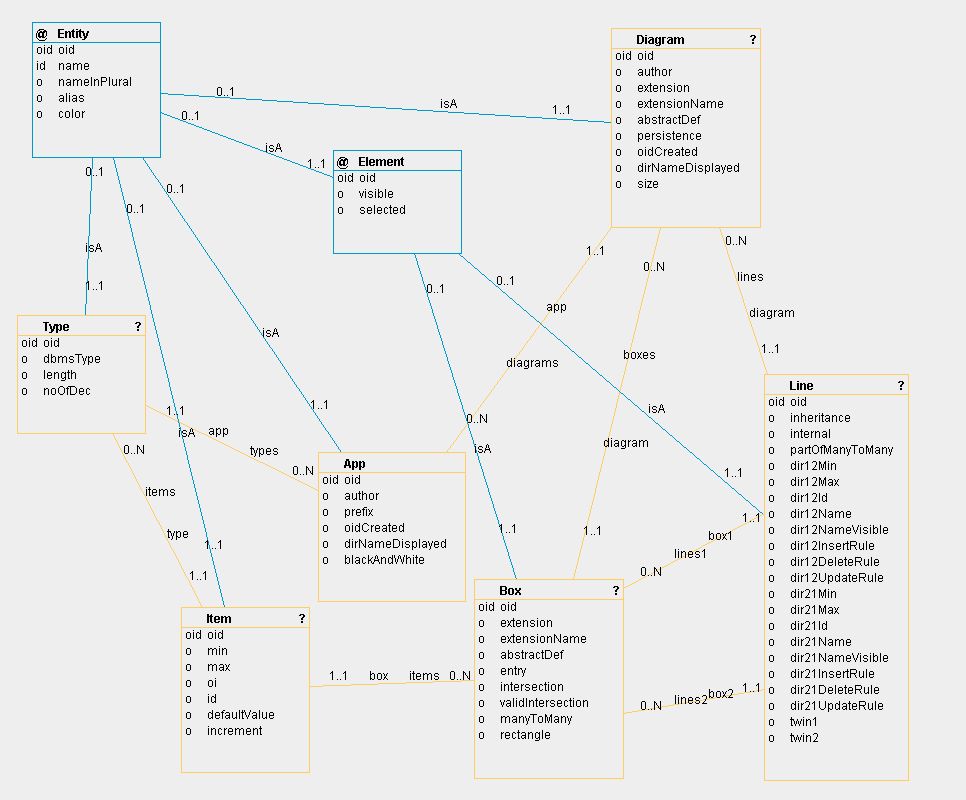 @ Entity
oid oid
id name
o nameInPlural
o alias
o color
Diagram ?
oid oid
o author
o extension
o extensionName
o abstractDef
o persistence
o oidCreated
o dirNameDisplayed
o size
0..1 isA 1..1
0..1 isA 1..1
@ Element
oid oid
o visible
o selected
0..1 isA 1..1
0..1 isA 1..1
0..1 isA 1..1
Type ?
oid oid
o dbmsType
o length
o noOfDec
1..1 app diagrams 0..N
0..N boxes diagram 1..1
0..N lines diagram 1..1
0..1 isA 1..1
0..1 isA 1..1
1..1 app types 0..N
0..N items type 1..1
App
oid oid
o author
o prefix
o oidCreated
o dirNameDisplayed
o blackAndWhite
Line ?
oid oid
o inheritance
o internal
o partOfManyToMany
o dir12Min
o dir12Max
o dir12Id
o dir12Name
o dir12NameVisible
o dir12InsertRule
o dir12DeleteRule
o dir12UpdateRule
o dir21Min
o dir21Max
o dir21Id
o dir21Name
o dir21NameVisible
o dir21InsertRule
o dir21DeleteRule
o dir21UpdateRule
o twin1
o twin2
1..1 box1 lines1 0..N
Item ?
oid oid
o min
o max
o oi
o id
o defaultValue
o increment
1..1 box items 0..N
Box ?
oid oid
o extension
o extensionName
o abstractDef
o entry
o intersection
o validIntersection
o manyToMany
o rectangle
0..N lines2 box2 1..1